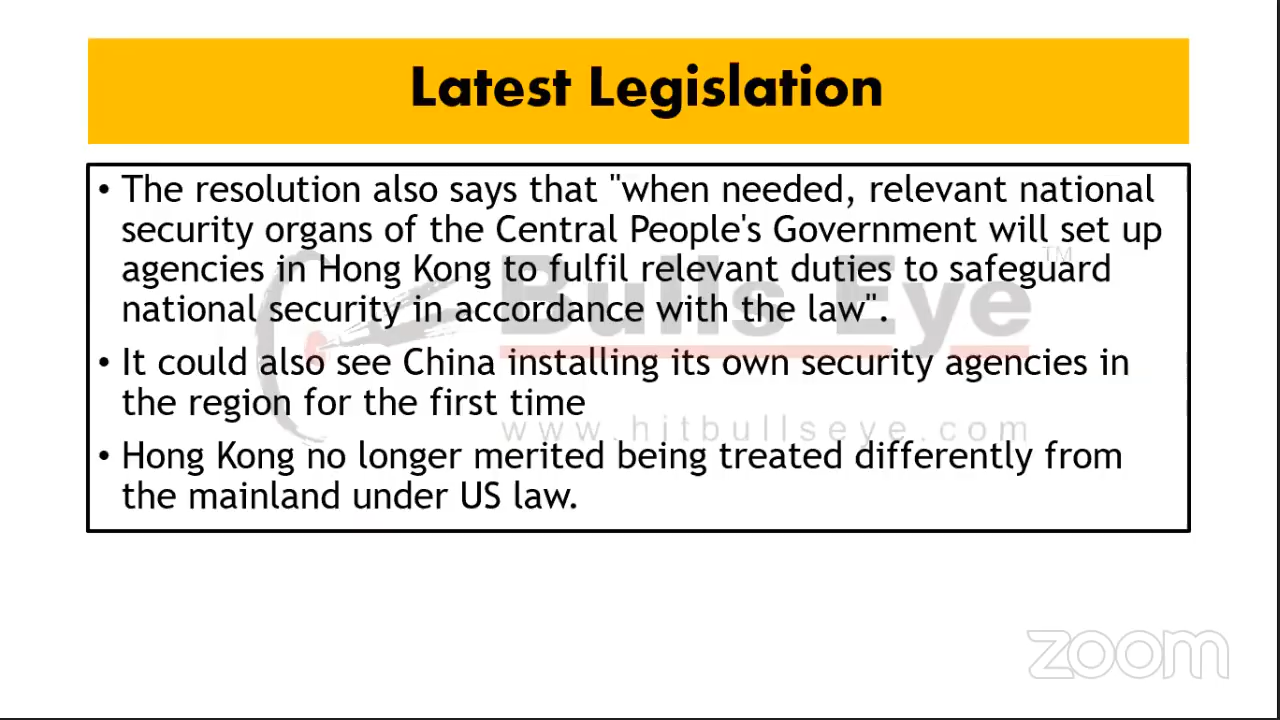 Latest Legislation
• The resolution also says that "when needed, relevant national
security organs of the Central People's Government will set up
agencies in Hong Kong to fulfil relevant duties to safeguard
national security in accordance with the law".
• It could also see China installing its own security agencies in
the region for the first time
• Hong Kong no longer merited being treated differently from
the mainland under US law.
Bulls Eye
TM
www.hitbullseye.com
zoom